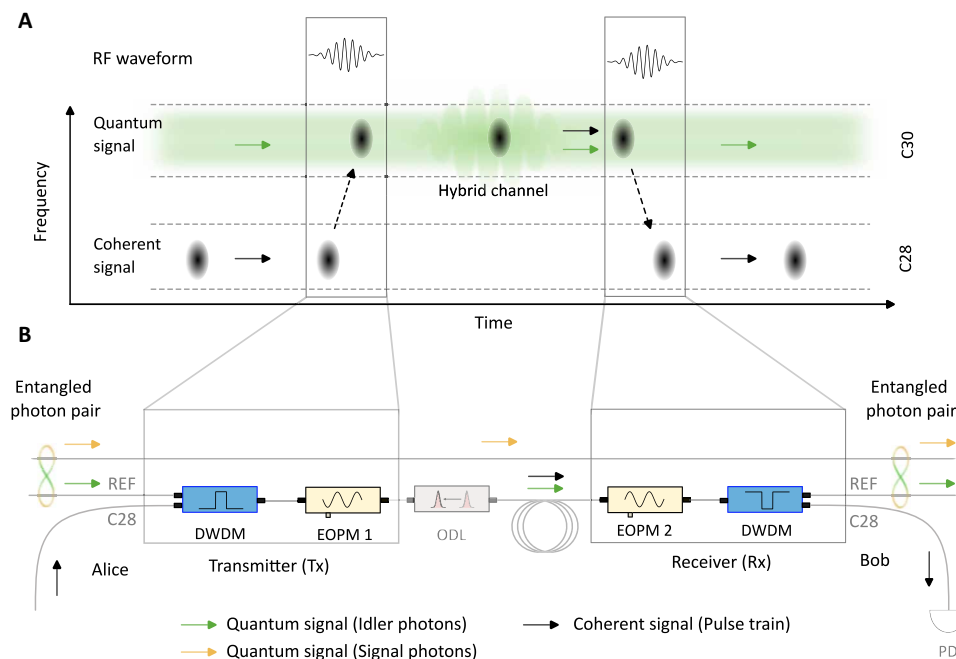 A
RF waveform
Quantum
signal
Hybrid channel
C30
Frequency
Coherent
signal
C28
Time
B
Entangled
photon pair
Entangled
photon pair
REF
REF
C28
C28
DWDM
EOPM 1
ODL
EOPM 2
DWDM
Alice
Transmitter (Tx)
Receiver (Rx)
Bob
Quantum signal (Idler photons)
Coherent signal (Pulse train)
Quantum signal (Signal photons)
PD